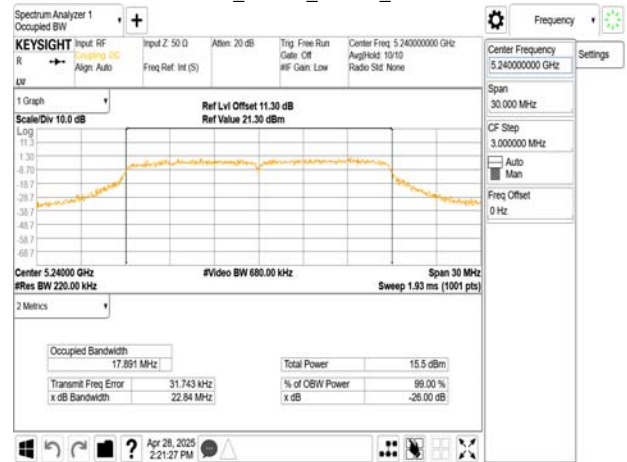 Spectrum Analyzer 1
Occupied BW
Frequency
KEYSIGHT Input: RF Input Z: 50 Ω Atten: 20 dB Trig: Free Run Center Freq: 5.240000000 GHz
R Coupling: DC Gate: Off Avg|Hold: 10/10
Align: Auto Freq Ref: Int (S) #IF Gain: Low Radio Std: None
LW
Center Frequency
5.240000000 GHz
Settings
Span
30.000 MHz
CF Step
3.000000 MHz
Auto
Man
Freq Offset
0 Hz
1 Graph
Ref Lvl Offset 11.30 dB
Scale/Div 10.0 dB Ref Value 21.30 dBm
Log
11.3
1.30
-8.70
-18.7
-28.7
-38.7
-48.7
-58.7
-68.7
Center 5.24000 GHz #Video BW 680.00 kHz Span 30 MHz
#Res BW 220.00 kHz Sweep 1.93 ms (1001 pts)
2 Metrics
Occupied Bandwidth
17.891 MHz
Total Power 15.5 dBm
Transmit Freq Error 31.743 kHz % of OBW Power 99.00 %
x dB Bandwidth 22.84 MHz x dB -26.00 dB
Apr 28, 2025
2:21:27 PM